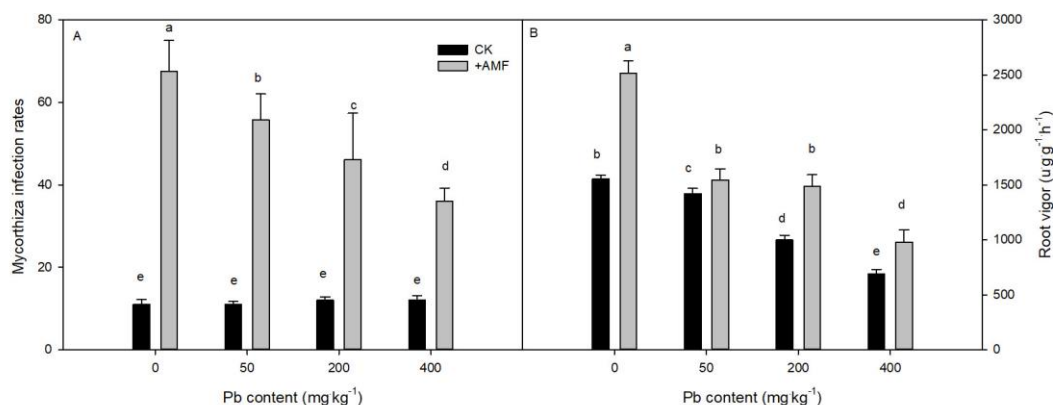 A
80
60
40
20
0
Mycorthiza infection rates
a
b
c
d
e
e
e
e
CK
+AMF
0
50
200
400
Pb content (mg kg⁻¹)
B
a
b
c
b
d
b
e
d
0
50
200
400
Pb content (mg kg⁻¹)
3000
2500
2000
1500
1000
500
0
Root vigor (u g g⁻¹ h⁻¹)